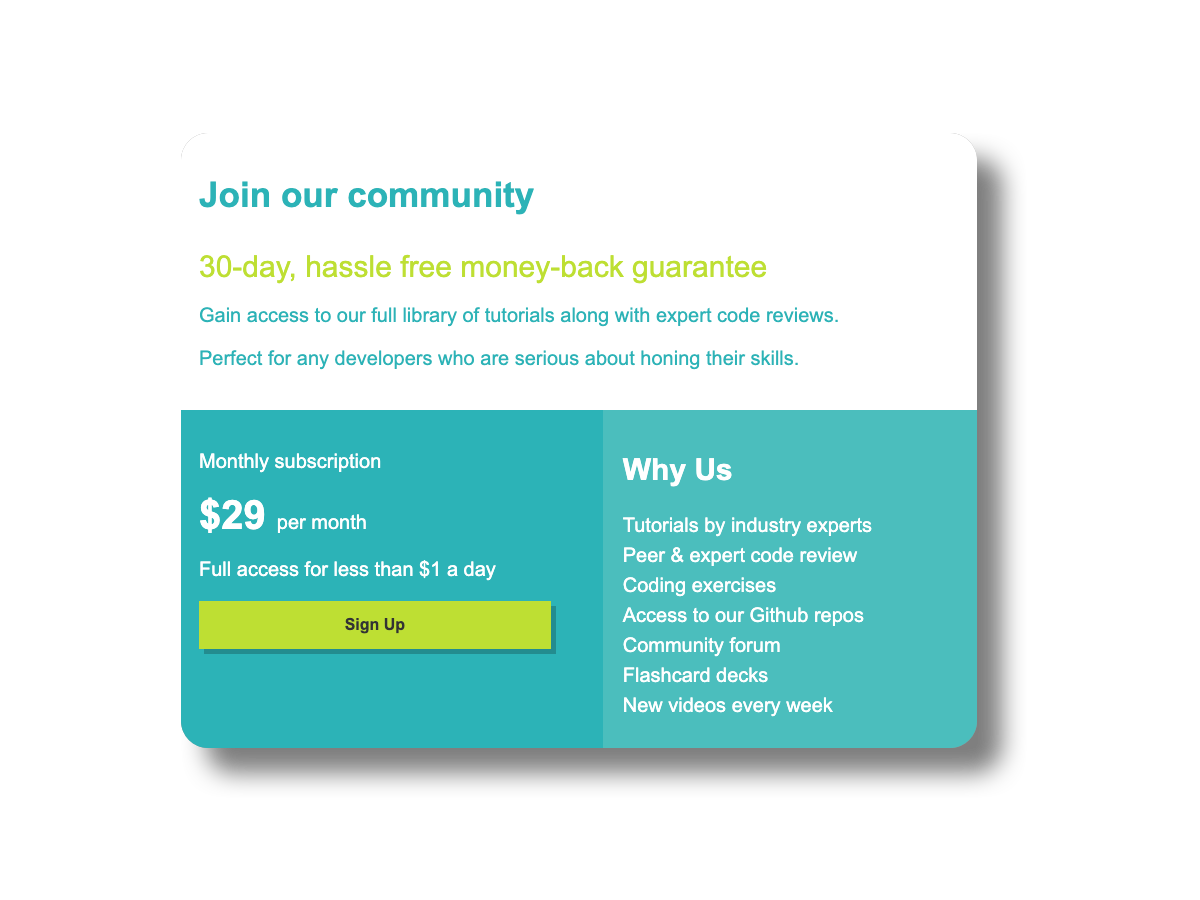 Join our community
30-day, hassle free money-back guarantee
Gain access to our full library of tutorials along with expert code reviews.
Perfect for any developers who are serious about honing their skills.
Monthly subscription
$29 per month
Full access for less than $1 a day
Sign Up
Why Us
Tutorials by industry experts
Peer & expert code review
Coding exercises
Access to our Github repos
Community forum
Flashcard decks
New videos every week